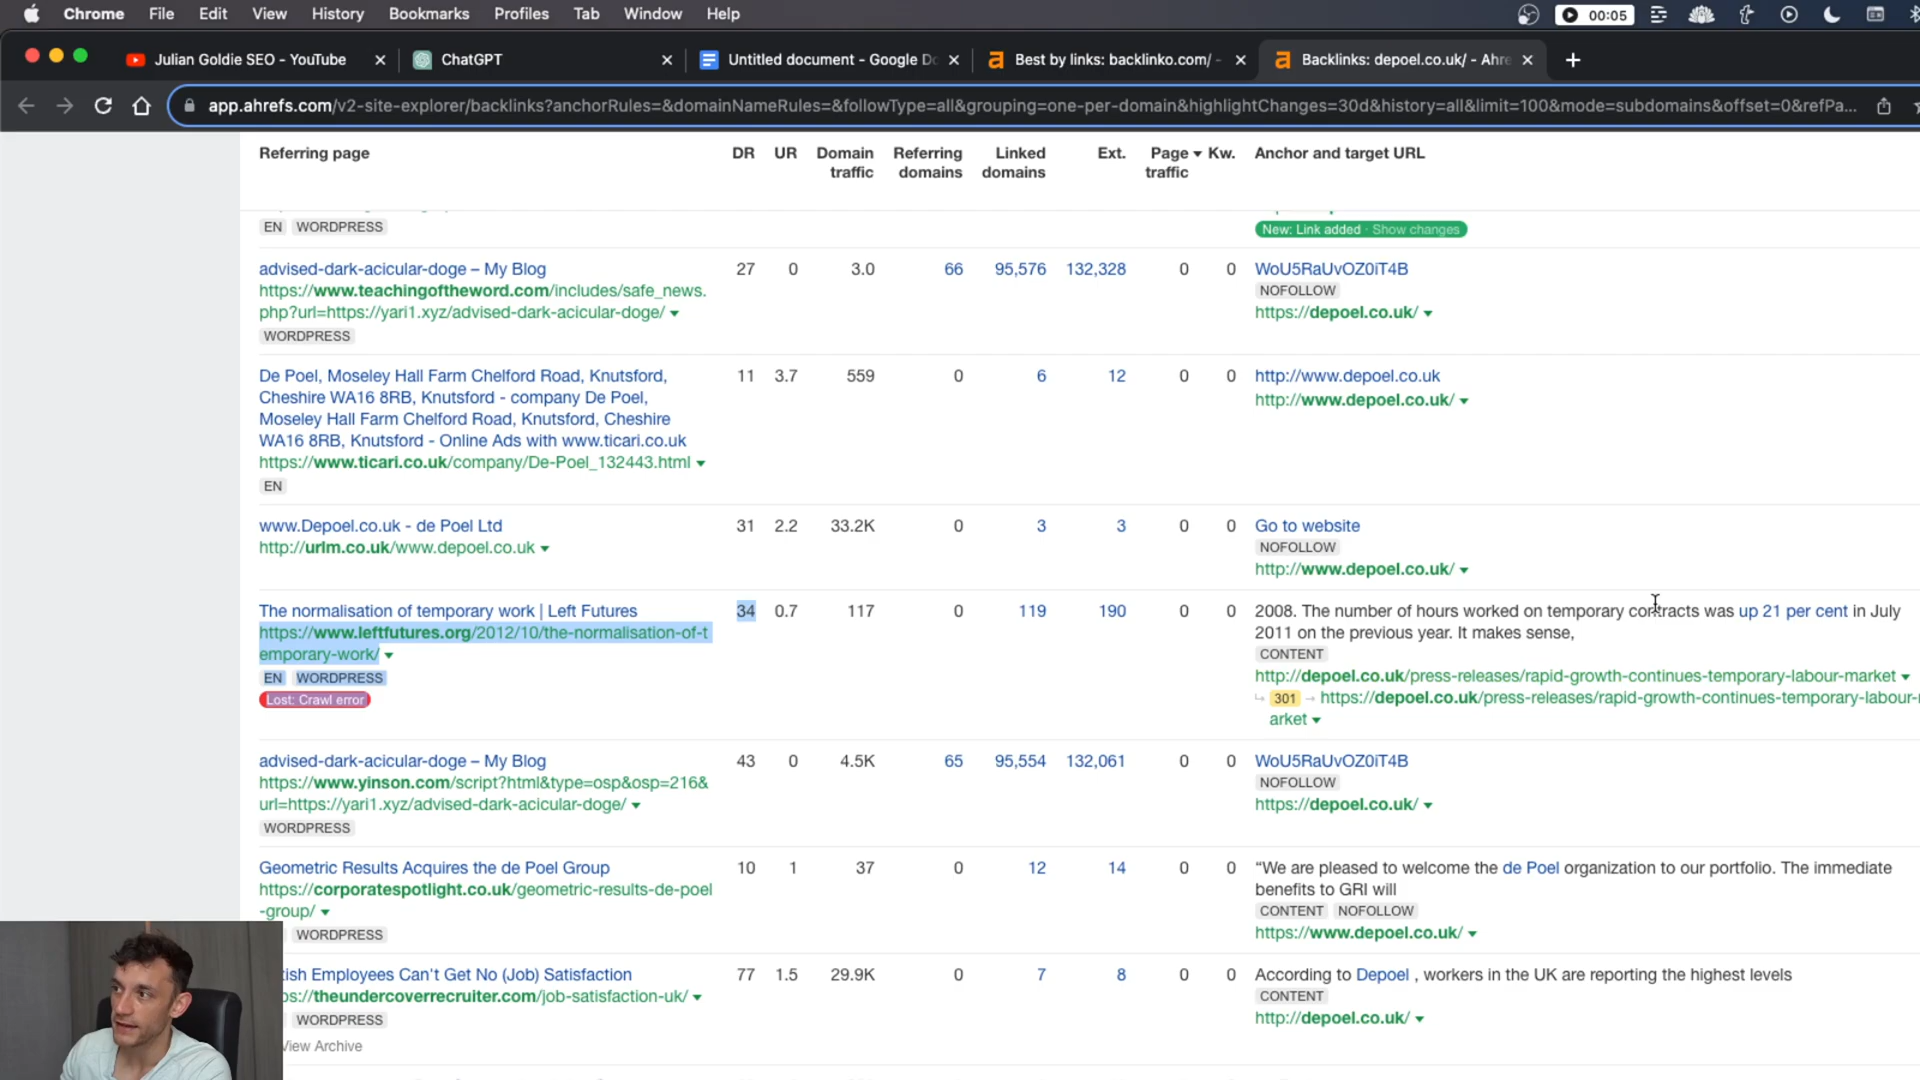 Chrome File Edit View History Bookmarks Profiles Tab Window Help 00:05
Julian Goldie SEO - YouTube ChatGPT Untitled document - Google Do Best by links: backlinko.com/ - Backlinks: depoel.co.uk/ - Ahre
app.ahrefs.com/v2-site-explorer/backlinks?anchorRules=&domainNameRules=&followType=all&grouping=one-per-domain&highlightChanges=30d&history=all&limit=100&mode=subdomains&offset=0&refPa...
Referring page DR UR Domain traffic Referring domains Linked domains Ext. Page traffic Kw. Anchor and target URL
EN WORDPRESS
New: Link added · Show changes
advised-dark-acicular-doge – My Blog 27 0 3.0 66 95,576 132,328 0 0 WoU5RaUvOZ0iT4B
https://www.teachingoftheword.com/includes/safe_news. NOFOLLOW
php?url=https://yari1.xyz/advised-dark-acicular-doge/ https://depoel.co.uk/
WORDPRESS
De Poel, Moseley Hall Farm Chelford Road, Knutsford, 11 3.7 559 0 6 12 0 0 http://www.depoel.co.uk
Cheshire WA16 8RB, Knutsford - company De Poel, http://www.depoel.co.uk/
Moseley Hall Farm Chelford Road, Knutsford, Cheshire
WA16 8RB, Knutsford - Online Ads with www.ticari.co.uk
https://www.ticari.co.uk/company/De-Poel_132443.html
EN
www.Depoel.co.uk - de Poel Ltd 31 2.2 33.2K 0 3 3 0 0 Go to website
http://urlm.co.uk/www.depoel.co.uk NOFOLLOW
http://www.depoel.co.uk/
The normalisation of temporary work | Left Futures 34 0.7 117 0 119 190 0 0 2008. The number of hours worked on temporary contracts was up 21 per cent in July
https://www.leftfutures.org/2012/10/the-normalisation-of-t 2011 on the previous year. It makes sense,
emporary-work/ CONTENT
EN WORDPRESS http://depoel.co.uk/press-releases/rapid-growth-continues-temporary-labour-market
Lost: Crawl error 301 https://depoel.co.uk/press-releases/rapid-growth-continues-temporary-labour-m
arket
advised-dark-acicular-doge – My Blog 43 0 4.5K 65 95,554 132,061 0 0 WoU5RaUvOZ0iT4B
https://www.yinson.com/script?html&type=osp&osp=216& NOFOLLOW
url=https://yari1.xyz/advised-dark-acicular-doge/ https://depoel.co.uk/
WORDPRESS
Geometric Results Acquires the de Poel Group 10 1 37 0 12 14 0 0 “We are pleased to welcome the de Poel organization to our portfolio. The immediate
https://corporatespotlight.co.uk/geometric-results-de-poel benefits to GRI will
-group/ CONTENT NOFOLLOW
WORDPRESS http://www.depoel.co.uk/
tish Employees Can't Get No (Job) Satisfaction 77 1.5 29.9K 0 7 8 0 0 According to Depoel , workers in the UK are reporting the highest levels
ps://theundercoverrecruiter.com/job-satisfaction-uk/ CONTENT
WORDPRESS http://depoel.co.uk/
View Archive